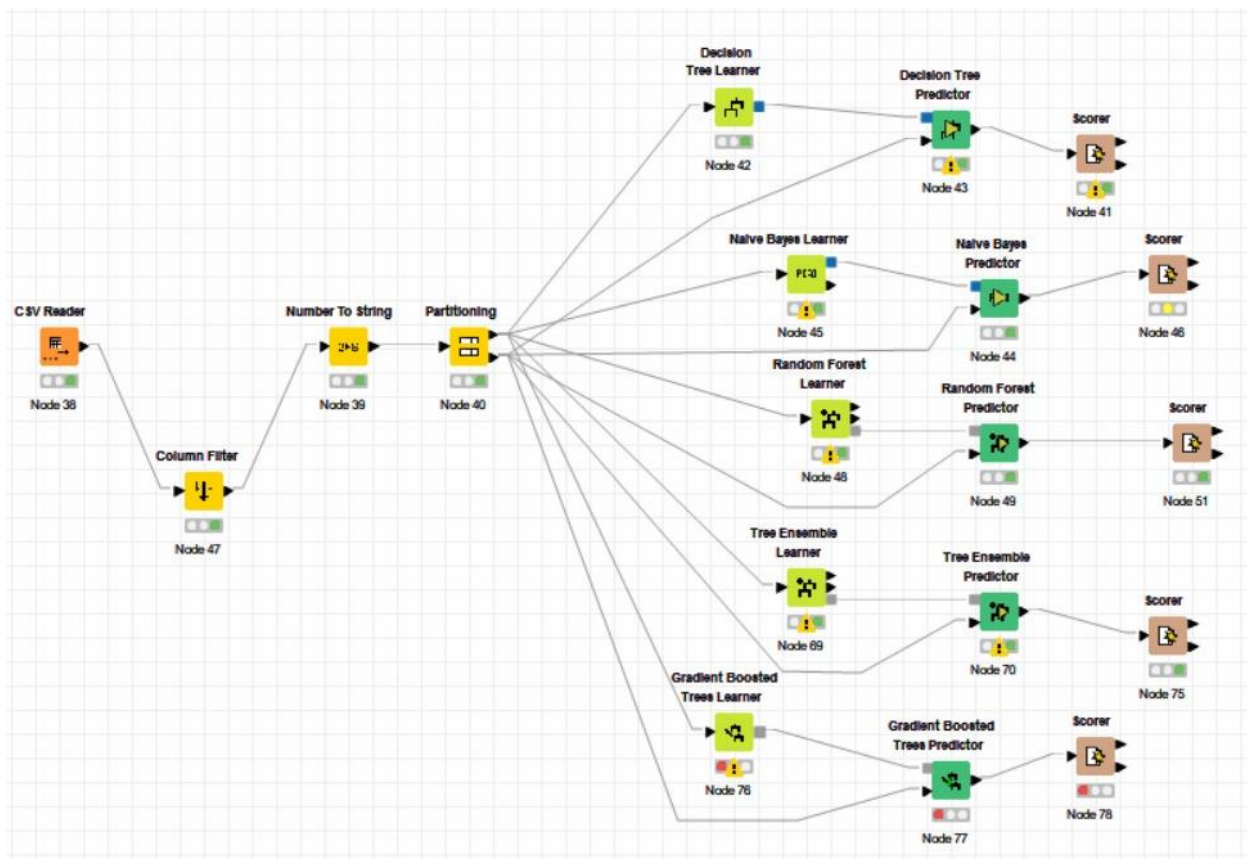 Decision
Tree Learner
Node 42
Decision Tree
Predictor
Node 43
Scorer
Node 41
Naive Bayes Learner
Node 45
Naive Bayes
Predictor
Node 44
Scorer
Node 46
CSV Reader
Node 38
Column Filter
Node 47
Number To String
Node 39
Partitioning
Node 40
Random Forest
Learner
Node 48
Random Forest
Predictor
Node 49
Scorer
Node 51
Tree Ensemble
Learner
Node 69
Tree Ensemble
Predictor
Node 70
Scorer
Node 75
Gradient Boosted
Trees Learner
Node 76
Gradient Boosted
Trees Predictor
Node 77
Scorer
Node 78